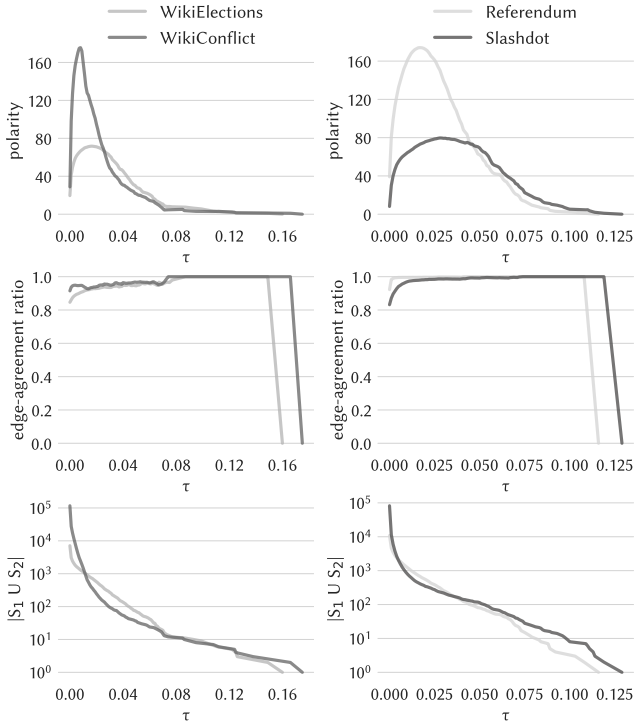 WikiElections
WikiConflict
Referendum
Slashdot
polarity
160
120
80
40
0
0.00 0.04 0.08 0.12 0.16
τ
polarity
160
120
80
40
0
0.000 0.025 0.050 0.075 0.100 0.125
τ
edge-agreement ratio
1.0
0.8
0.6
0.4
0.2
0.0
0.00 0.04 0.08 0.12 0.16
τ
edge-agreement ratio
1.0
0.8
0.6
0.4
0.2
0.0
0.000 0.025 0.050 0.075 0.100 0.125
τ
|S₁ U S₂|
10⁵
10⁴
10³
10²
10¹
10⁰
0.00 0.04 0.08 0.12 0.16
τ
|S₁ U S₂|
10⁵
10⁴
10³
10²
10¹
10⁰
0.000 0.025 0.050 0.075 0.100 0.125
τ